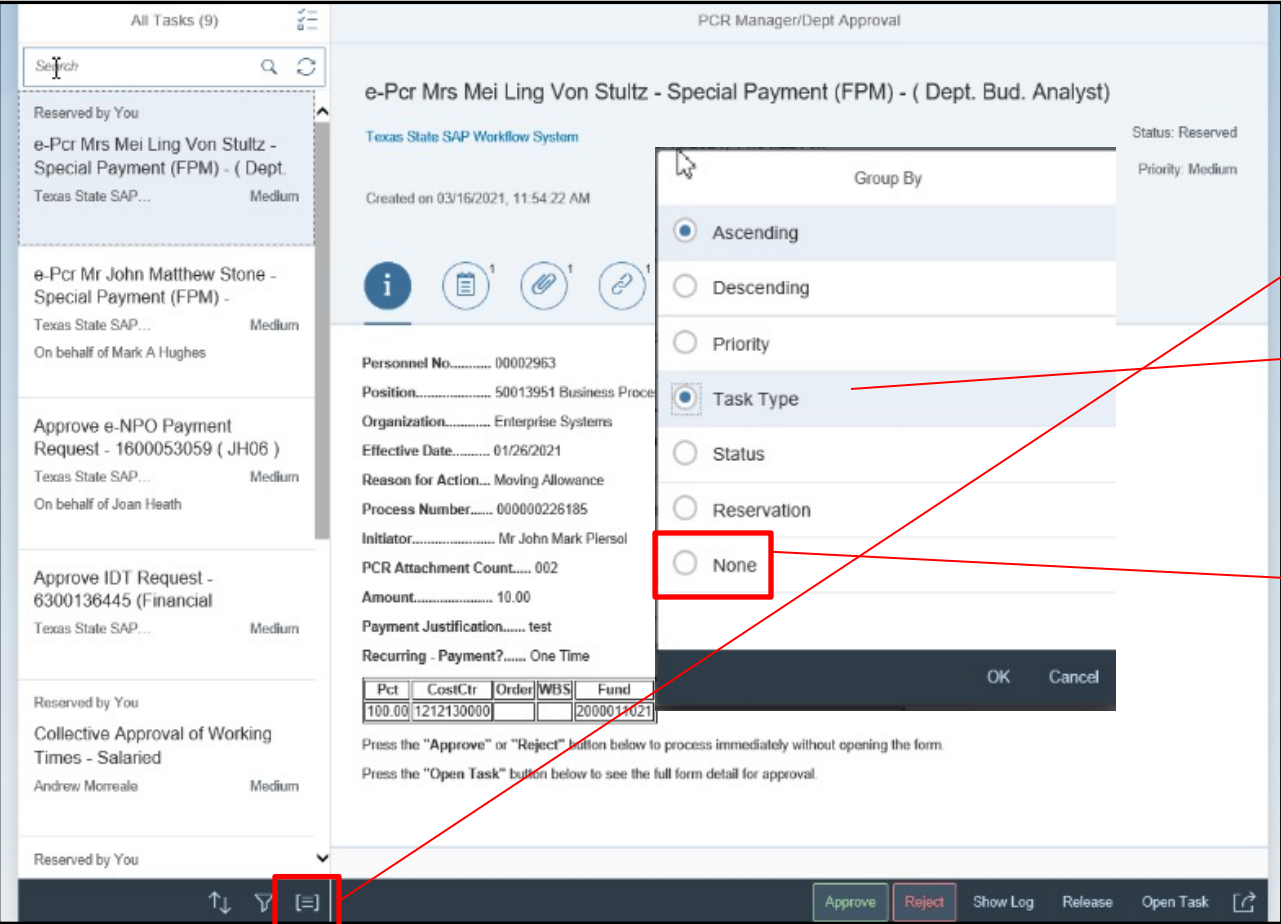 All Tasks (9)
Search
Reserved by You
e-Pcr Mrs Mei Ling Von Stultz -
Special Payment (FPM) - ( Dept.
Texas State SAP... Medium
e-Pcr Mr John Matthew Stone -
Special Payment (FPM) -
Texas State SAP... Medium
On behalf of Mark A Hughes
Approve e-NPO Payment
Request - 1600053059 ( JH06 )
Texas State SAP... Medium
On behalf of Joan Heath
Approve IDT Request -
6300136445 (Financial
Texas State SAP... Medium
Reserved by You
Collective Approval of Working
Times - Salaried
Andrew Morreale Medium
Reserved by You
PCR Manager/Dept Approval
e-Pcr Mrs Mei Ling Von Stultz - Special Payment (FPM) - ( Dept. Bud. Analyst)
Texas State SAP Workflow System
Status: Reserved
Priority: Medium
Created on 03/16/2021, 11:54:22 AM
1 1 1
Personnel No........... 00002963
Position..................... 50013951 Business Proce
Organization............ Enterprise Systems
Effective Date.......... 01/26/2021
Reason for Action... Moving Allowance
Process Number...... 000000226185
Initiator....................... Mr John Mark Piersol
PCR Attachment Count..... 002
Amount...................... 10.00
Payment Justification...... test
Recurring - Payment?...... One Time
Pct CostCtr Order WBS Fund
100.00 1212130000 2000011021
Press the "Approve" or "Reject" button below to process immediately without opening the form.
Press the "Open Task" button below to see the full form detail for approval.
Group By
Ascending
Descending
Priority
Task Type
Status
Reservation
None
OK Cancel
Approve Reject Show Log Release Open Task